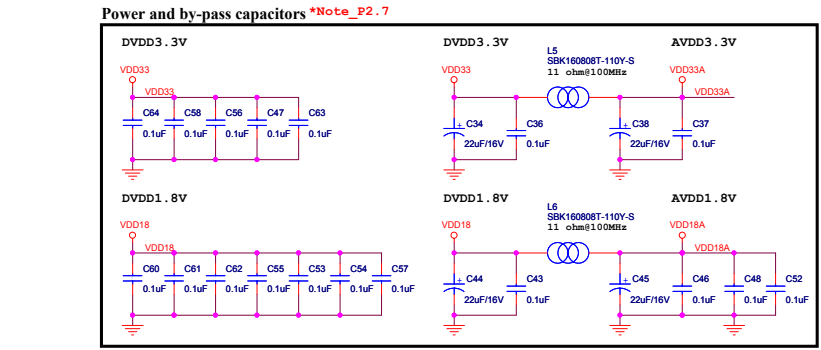 Power and by-pass capacitors *Note_P2.7
DVDD3.3V
VDD33
VDD33
C64 C58 C56 C47 C63
0.1uF 0.1uF 0.1uF 0.1uF 0.1uF
DVDD3.3V
VDD33
L5
SBK160808T-110Y-S
11 ohm@100MHz
AVDD3.3V
VDD33A
VDD33A
+ C34 C36 + C38 C37
22uF/16V 0.1uF 22uF/16V 0.1uF
DVDD1.8V
VDD18
VDD18
C60 C61 C62 C55 C53 C54 C57
0.1uF 0.1uF 0.1uF 0.1uF 0.1uF 0.1uF 0.1uF
DVDD1.8V
VDD18
L6
SBK160808T-110Y-S
11 ohm@100MHz
AVDD1.8V
VDD18A
VDD18A
+ C44 C43 + C45 C46 C48 C52
22uF/16V 0.1uF 22uF/16V 0.1uF 0.1uF 0.1uF